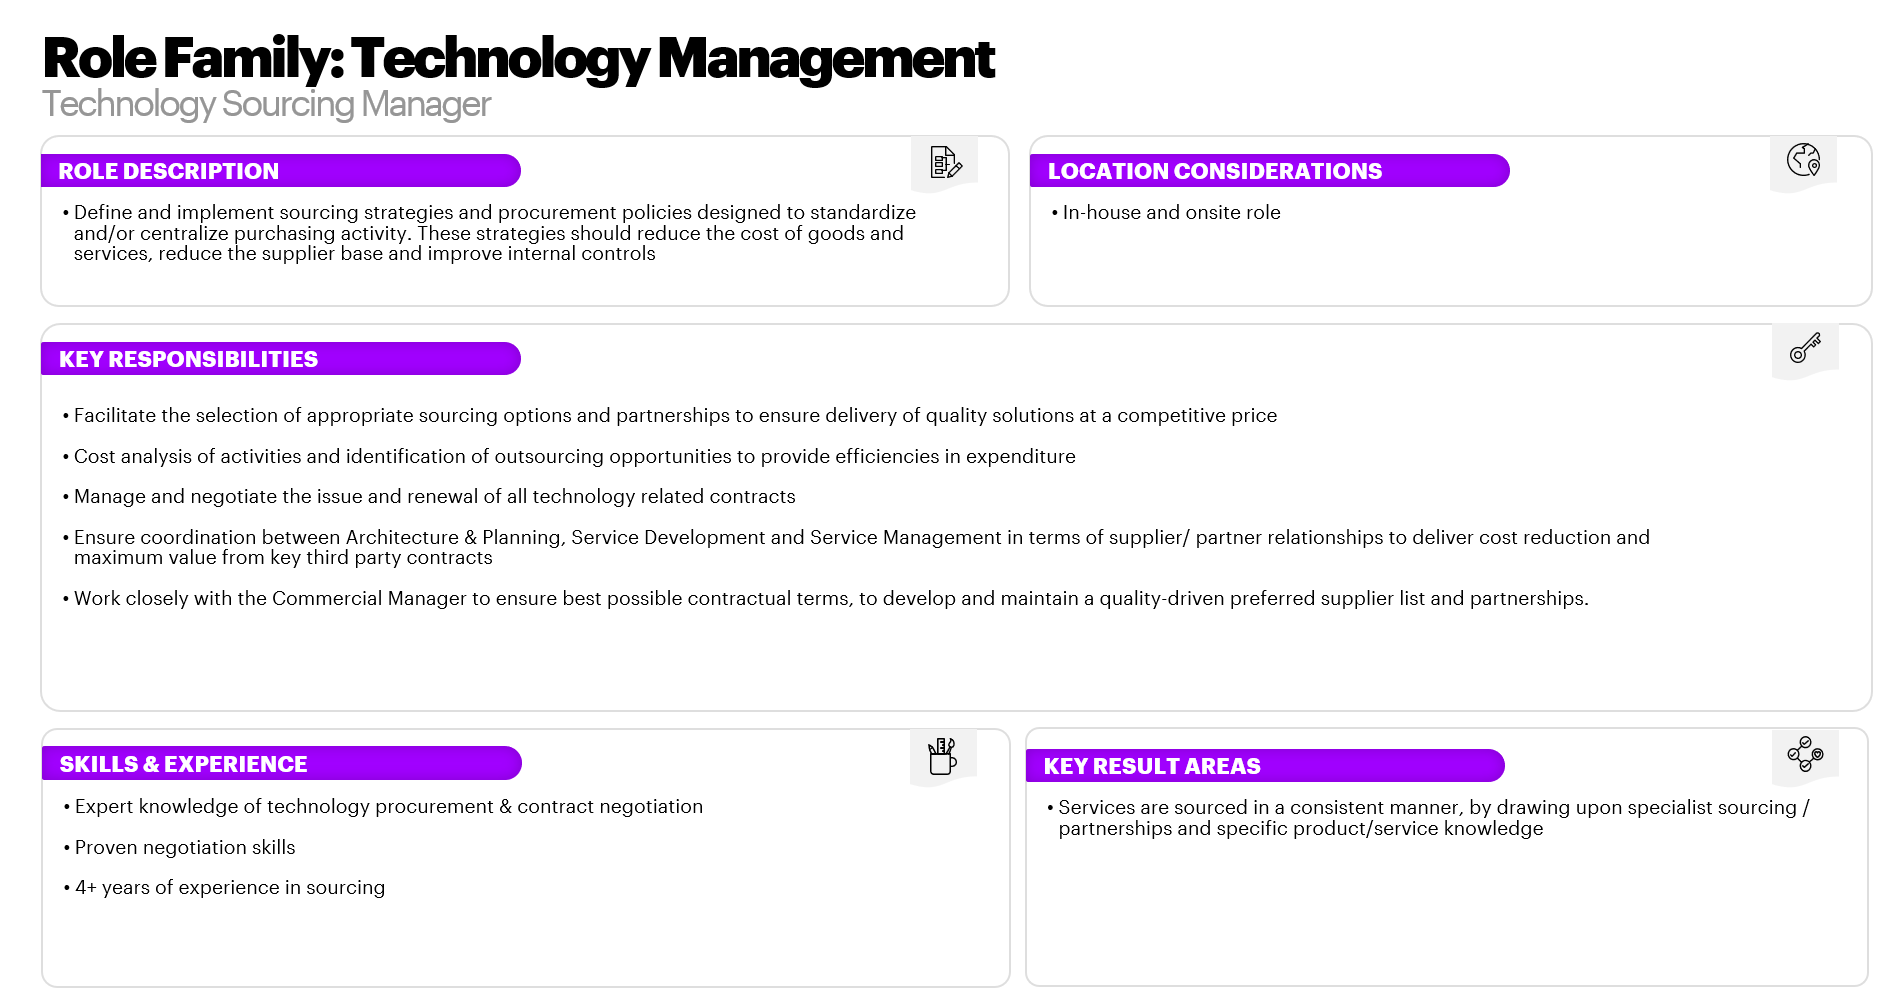 Role Family: Technology Management
Technology Sourcing Manager
ROLE DESCRIPTION
• Define and implement sourcing strategies and procurement policies designed to standardize
and/or centralize purchasing activity. These strategies should reduce the cost of goods and
services, reduce the supplier base and improve internal controls
LOCATION CONSIDERATIONS
• In-house and onsite role
KEY RESPONSIBILITIES
• Facilitate the selection of appropriate sourcing options and partnerships to ensure delivery of quality solutions at a competitive price
• Cost analysis of activities and identification of outsourcing opportunities to provide efficiencies in expenditure
• Manage and negotiate the issue and renewal of all technology related contracts
• Ensure coordination between Architecture & Planning, Service Development and Service Management in terms of supplier/ partner relationships to deliver cost reduction and
maximum value from key third party contracts
• Work closely with the Commercial Manager to ensure best possible contractual terms, to develop and maintain a quality-driven preferred supplier list and partnerships.
SKILLS & EXPERIENCE
• Expert knowledge of technology procurement & contract negotiation
• Proven negotiation skills
• 4+ years of experience in sourcing
KEY RESULT AREAS
• Services are sourced in a consistent manner, by drawing upon specialist sourcing /
partnerships and specific product/service knowledge